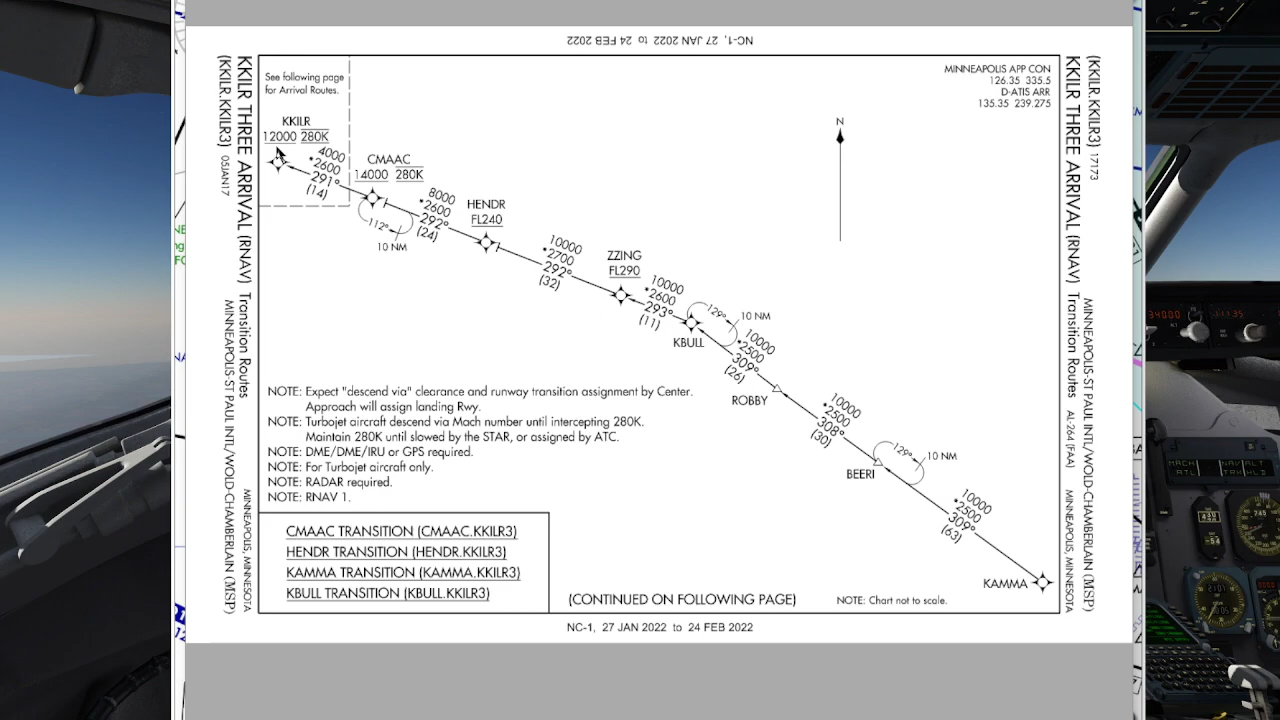 NC-1, 27 JAN 2022 to 24 FEB 2022
(KKILR.KKILR3) 05JAN17
KKILR THREE ARRIVAL (RNAV) Transition Routes
MINNEAPOLIS-ST PAUL INTL/WOLD-CHAMBERLAIN (MSP)
MINNEAPOLIS, MINNESOTA
(KKILR.KKILR3) 17173
KKILR THREE ARRIVAL (RNAV) Transition Routes
AL-264 (FAA)
MINNEAPOLIS-ST PAUL INTL/WOLD-CHAMBERLAIN (MSP)
MINNEAPOLIS, MINNESOTA
MINNEAPOLIS APP CON
126.35 335.5
D-ATIS ARR
135.35 239.275
See following page
for Arrival Routes.
N
KKILR
12000 280K
4000
*2600
291°
(14)
CMAAC
14000 280K
112°
10 NM
8000
*2600
292°
(24)
HENDR
FL240
10000
*2700
292°
(32)
ZZING
FL290
10000
*2600
293°
(11)
KBULL
129°
10 NM
10000
*2500
309°
(26)
ROBBY
10000
*2500
308°
(30)
BEERI
129°
10 NM
10000
*2500
309°
(63)
KAMMA
NOTE: Expect "descend via" clearance and runway transition assignment by Center.
Approach will assign landing Rwy.
NOTE: Turbojet aircraft descend via Mach number until intercepting 280K.
Maintain 280K until slowed by the STAR, or assigned by ATC.
NOTE: DME/DME/IRU or GPS required.
NOTE: For Turbojet aircraft only.
NOTE: RADAR required.
NOTE: RNAV 1.
CMAAC TRANSITION (CMAAC.KKILR3)
HENDR TRANSITION (HENDR.KKILR3)
KAMMA TRANSITION (KAMMA.KKILR3)
KBULL TRANSITION (KBULL.KKILR3)
(CONTINUED ON FOLLOWING PAGE)
NOTE: Chart not to scale.
NC-1, 27 JAN 2022 to 24 FEB 2022
34000